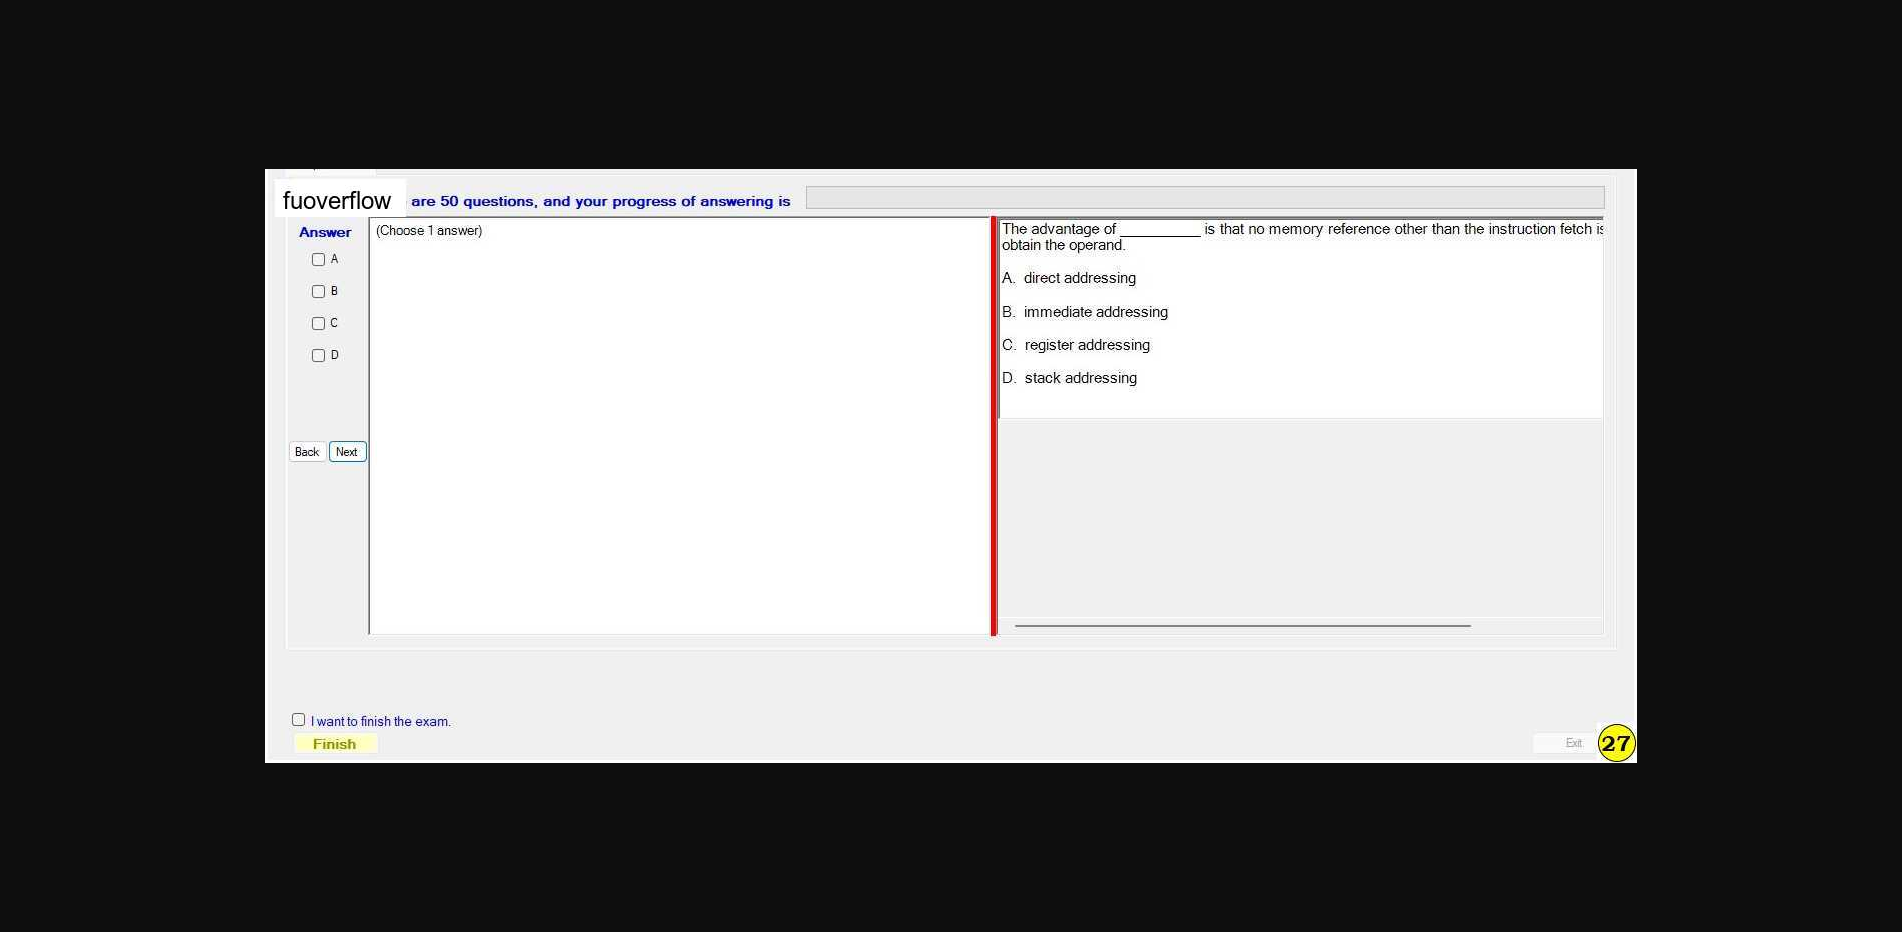 fuoverflow are 50 questions, and your progress of answering is
Answer
A
B
C
D
Back Next
(Choose 1 answer)
The advantage of __________ is that no memory reference other than the instruction fetch is
obtain the operand.
A. direct addressing
B. immediate addressing
C. register addressing
D. stack addressing
I want to finish the exam.
Finish
Exit
27